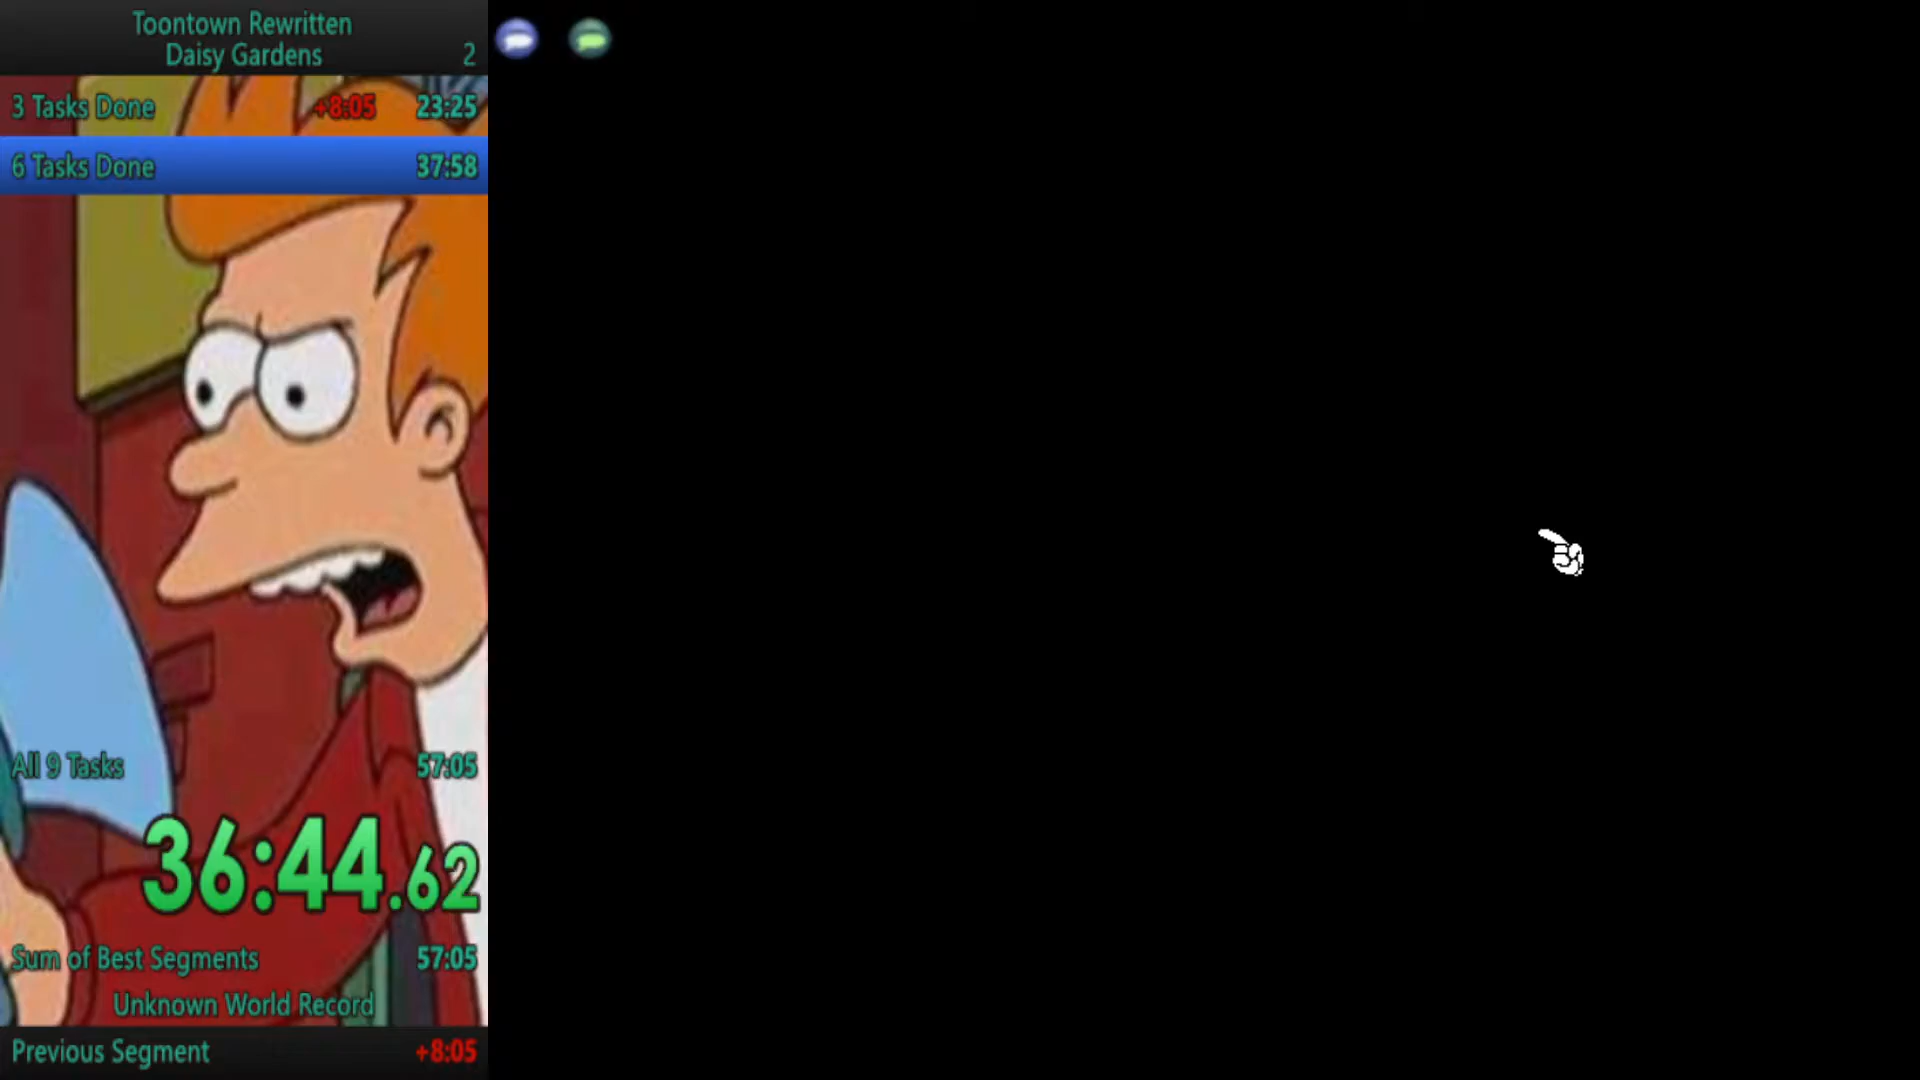 Toontown Rewritten
Daisy Gardens 2
3 Tasks Done +8:05 23:25
6 Tasks Done 37:58
All 9 Tasks 57:05
36:44.62
Sum of Best Segments 57:05
Unknown World Record
Previous Segment +8:05